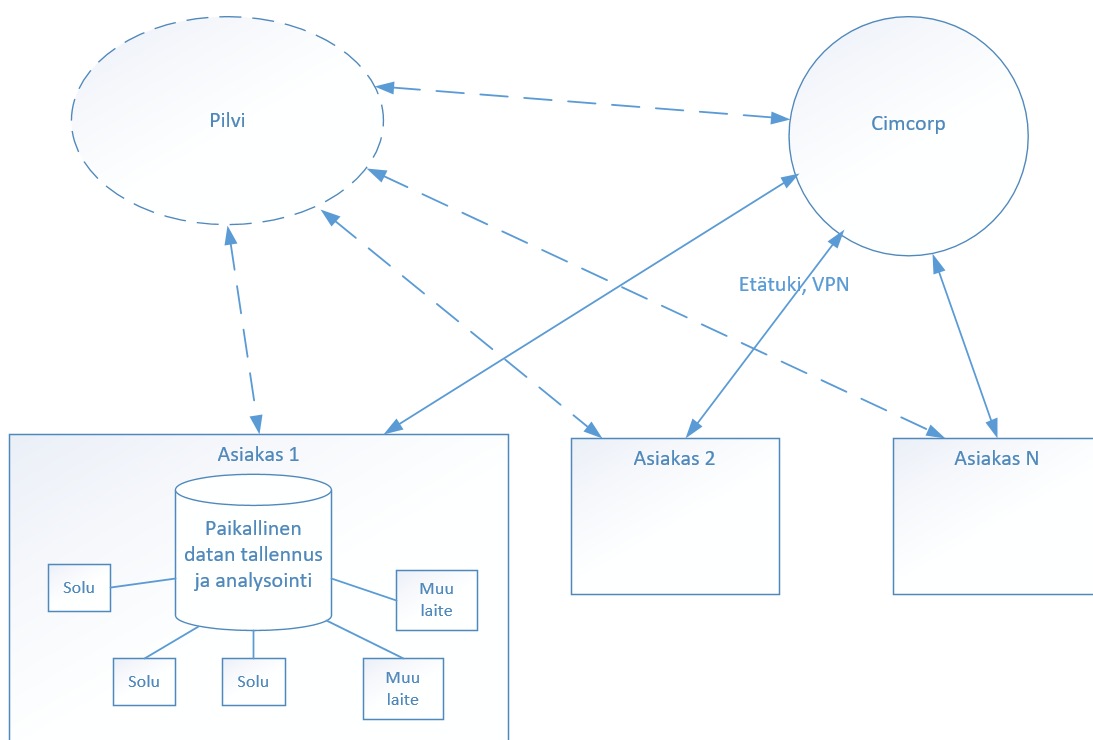 Pilvi
Cimcorp
Etätuki, VPN
Asiakas 1
Asiakas 2
Asiakas N
Paikallinen
datan tallennus
ja analysointi
Solu
Muu
laite
Solu
Solu
Muu
laite